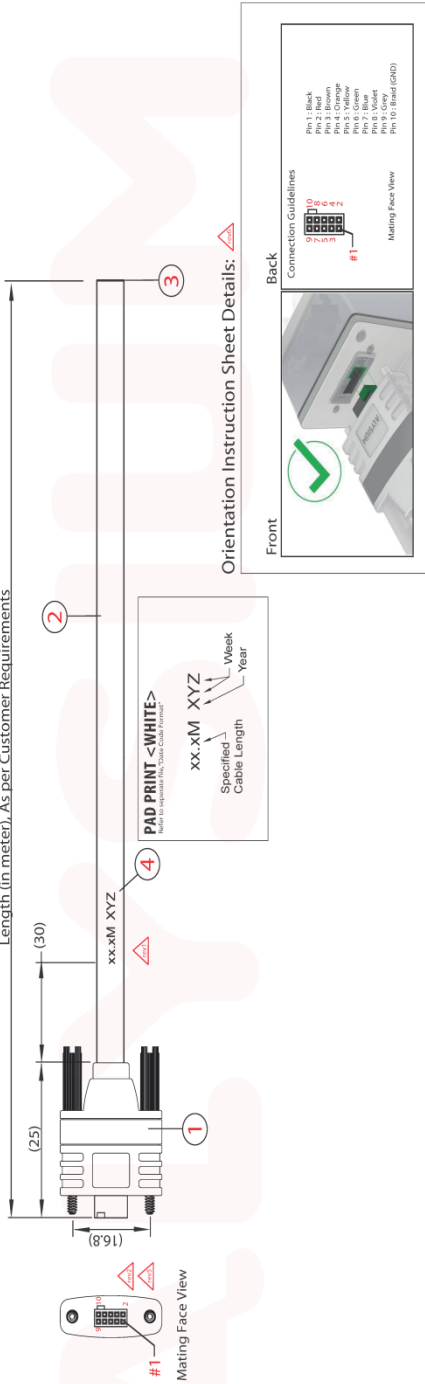 Length (in meter), As per Customer Requirements
(25)
(30)
(16.8)
xx.xM XYZ
rev1
1
2
3
4
9
10
2
#1
rev2
Mating Face View
PAD PRINT <WHITE>
Refer to seperate file, "Date Code Format"
xx.xM XYZ
Specified
Cable Length
Week
Year
Orientation Instruction Sheet Details:
Front
Back
Connection Guidelines
9
7
5
3
10
8
6
4
2
#1
Mating Face View
Pin 1 : Black
Pin 2 : Red
Pin 3 : Brown
Pin 4 : Orange
Pin 5 : Yellow
Pin 6 : Green
Pin 7 : Blue
Pin 8 : Violet
Pin 9 : Grey
Pin 10 : Braid (GND)